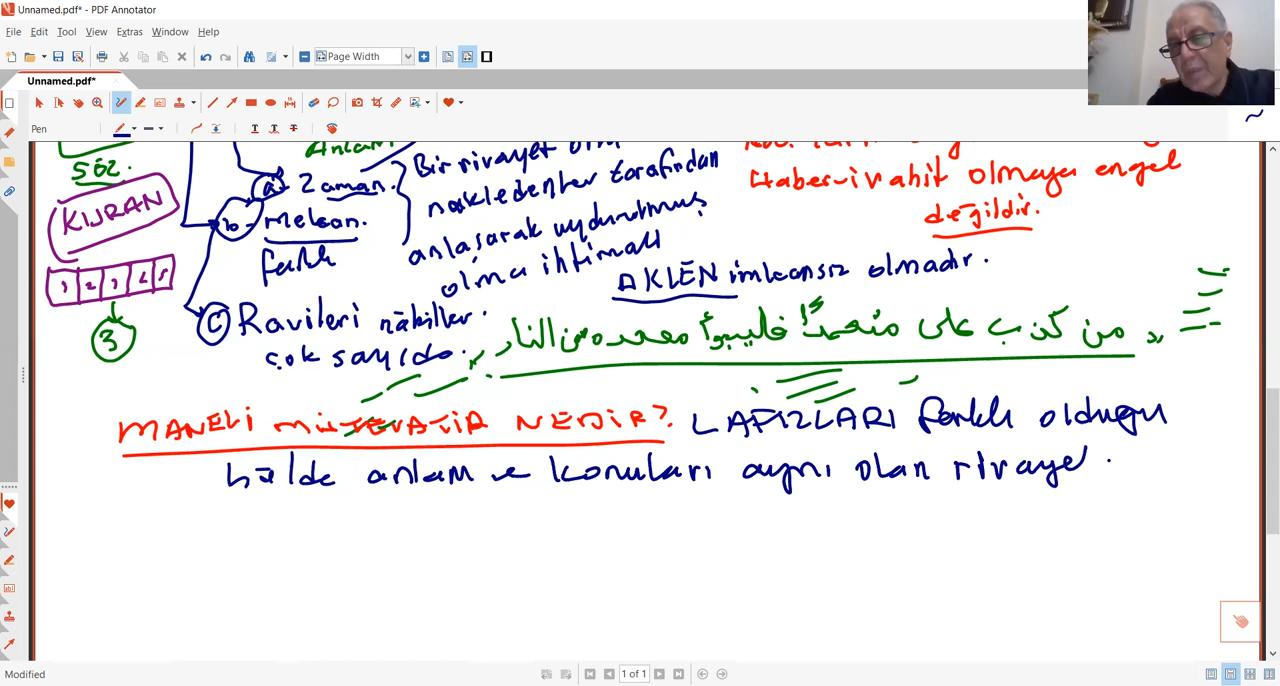 Unnamed.pdf* - PDF Annotator
File Edit Tool View Extras Window Help
Page Width
Unnamed.pdf*
Pen
Anlam
Söz.
KUR'AN
1 2 3 4 5
3
a- Zaman.
b- mekan.
farklı
Bir rivayet
nakledenler tarafından
anlaşarak uydurulmuş
olma ihtimali
AKLEN imkansız olmadır.
Haber-i vahit olmaya engel
değildir.
c Ravileri nâkiller.
çok sayıda.
من كذب على متعمداً فليتبوأ مقعده من النار
MANEVİ MÜTEVATİR NEDİR? LAFIZLARI farklı olduğu
hâlde anlam ve konuları aynı olan rivayet.
1 of 1
Modified